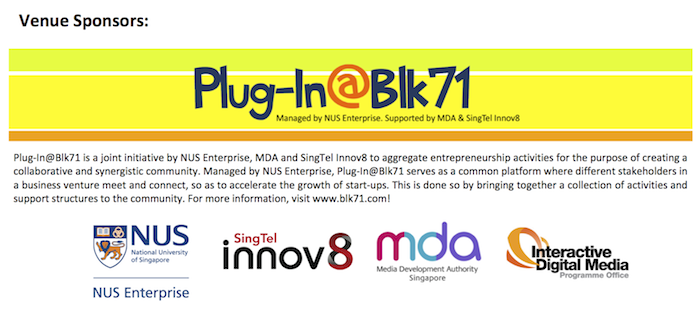 Venue Sponsors:
Plug-In@Blk71
Managed by NUS Enterprise. Supported by MDA & SingTel Innov8
Plug-In@Blk71 is a joint initiative by NUS Enterprise, MDA and SingTel Innov8 to aggregate entrepreneurship activities for the purpose of creating a
collaborative and synergistic community. Managed by NUS Enterprise, Plug-In@Blk71 serves as a common platform where different stakeholders in
a business venture meet and connect, so as to accelerate the growth of start-ups. This is done so by bringing together a collection of activities and
support structures to the community. For more information, visit www.blk71.com!
NUS
National University
of Singapore
NUS Enterprise
SingTel
innov8
mda
Media Development Authority
Singapore
Interactive
Digital Media
Programme Office